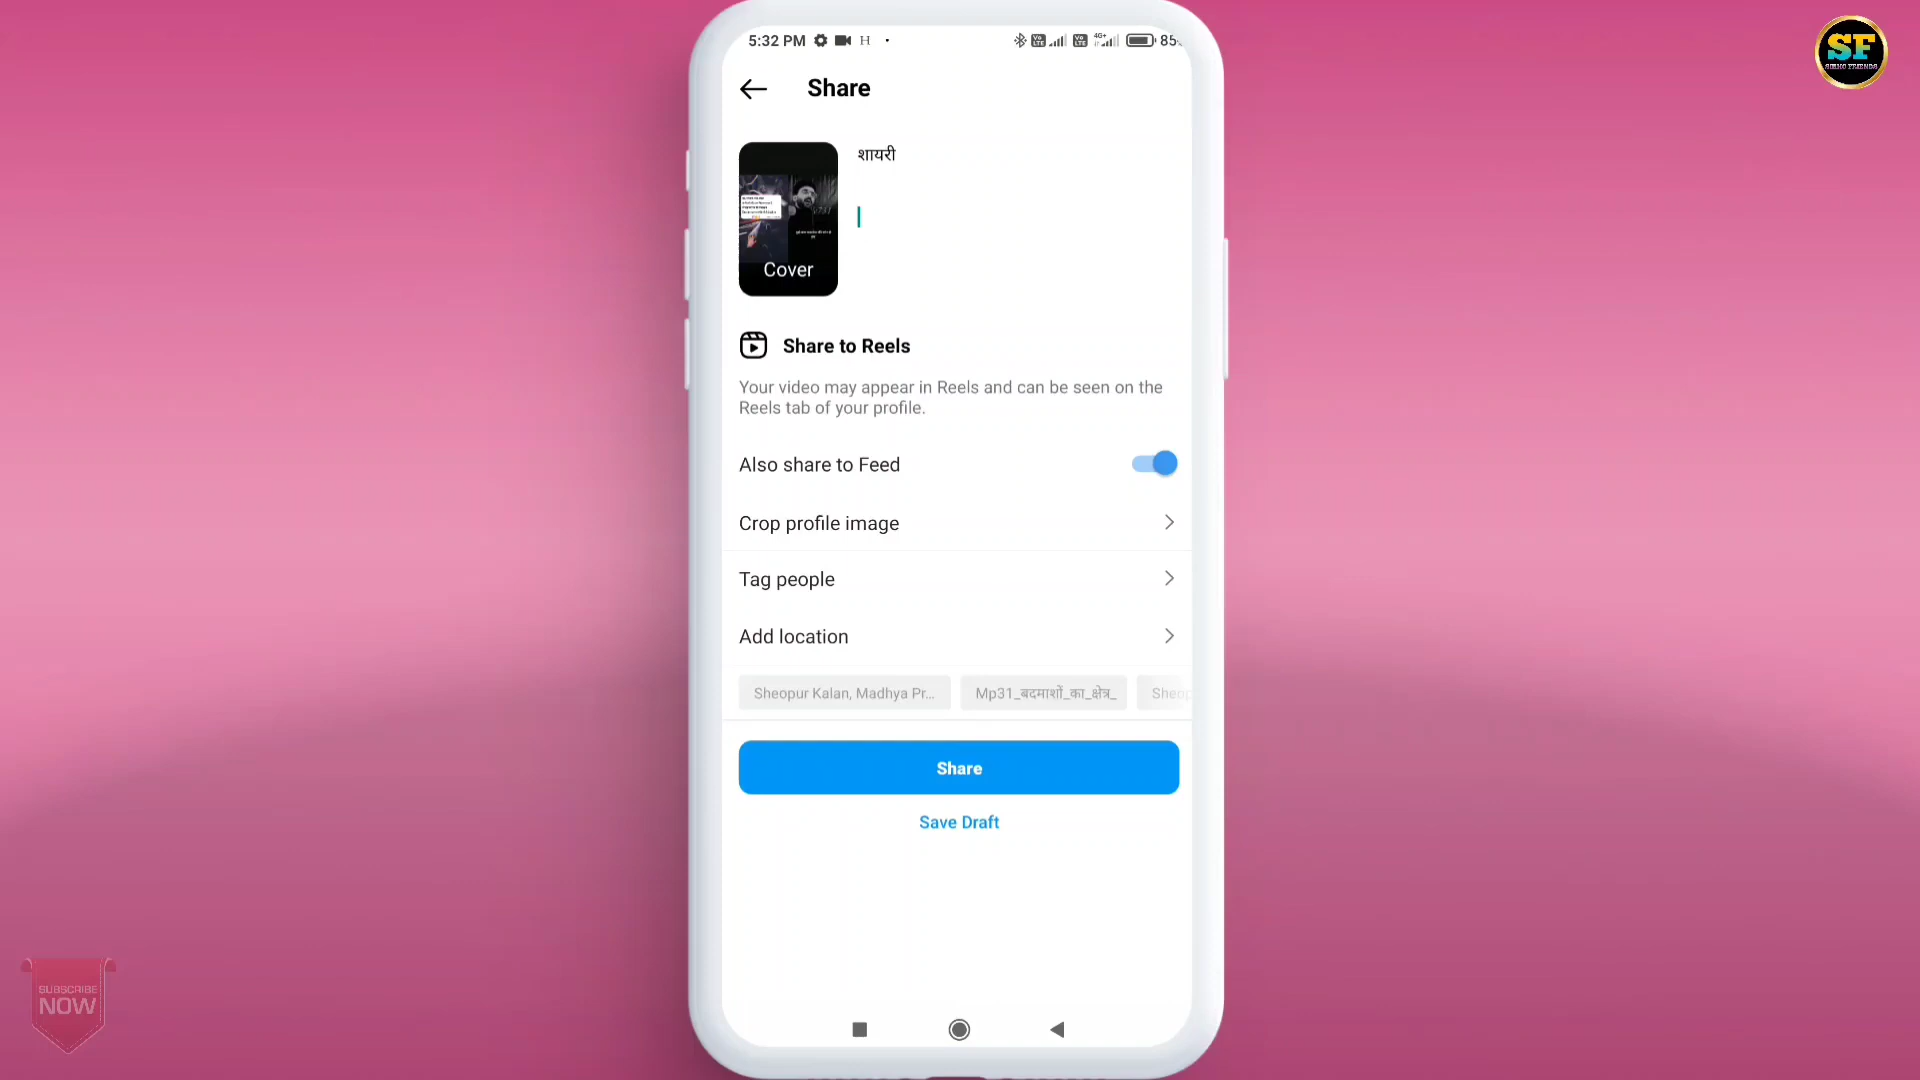 5:32 PM H 85
SF
Share
शायरी
Cover
Share to Reels
Your video may appear in Reels and can be seen on the
Reels tab of your profile.
Also share to Feed
Crop profile image
Tag people
Add location
Sheopur Kalan, Madhya Pr... Mp31_बदमाशों_का_क्षेत्र_ Sheop
Share
Save Draft
SUBSCRIBE
NOW